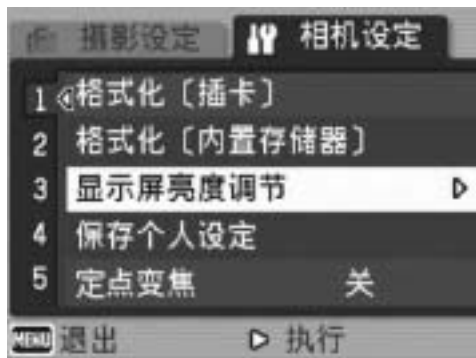 摄影设定 相机设定
1 格式化〔插卡〕
2 格式化〔内置存储器〕
3 显示屏亮度调节
4 保存个人设定
5 定点变焦 关
MENU 退出 执行